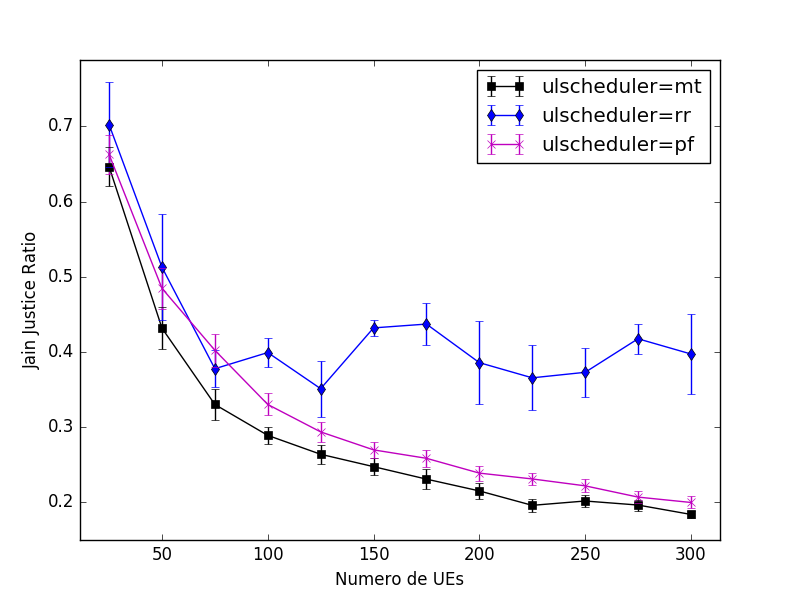 ulscheduler=mt
ulscheduler=rr
ulscheduler=pf
Jain Justice Ratio
0.7
0.6
0.5
0.4
0.3
0.2
50 100 150 200 250 300
Numero de UEs